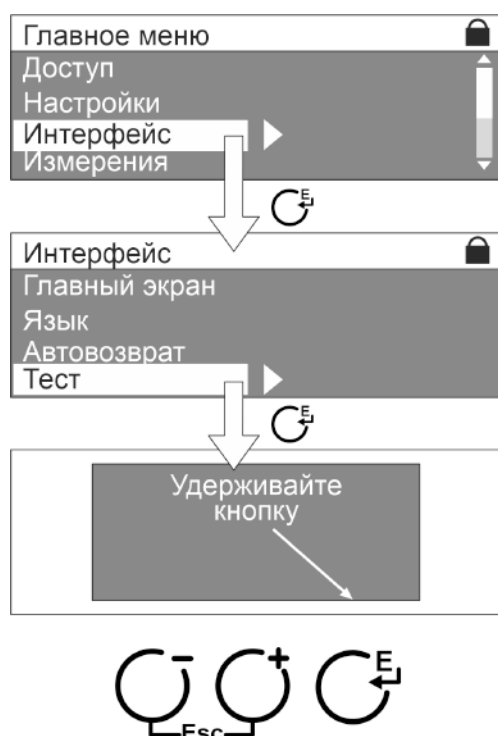 Главное меню
Доступ
Настройки
Интерфейс
Измерения
E
Интерфейс
Главный экран
Язык
Автовозврат
Тест
E
Удерживайте
кнопку
- + E
Esc